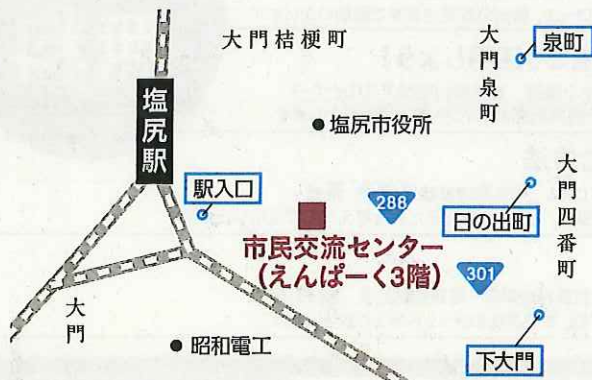 大門桔梗町
大門泉町
泉町
塩尻駅
塩尻市役所
駅入口
288
日の出町
大門四番町
市民交流センター
(えんぱーく3階)
301
大門
昭和電工
下大門